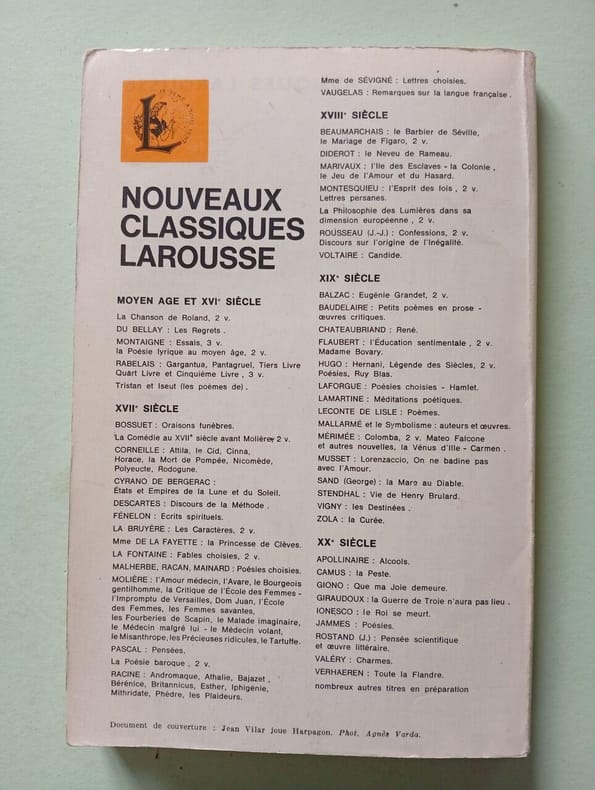 NOUVEAUX
CLASSIQUES
LAROUSSE
MOYEN AGE ET XVIe SIÈCLE
La Chanson de Roland, 2 v.
DU BELLAY : Les Regrets .
MONTAIGNE : Essais, 3 v.
la Poésie lyrique au moyen âge, 2 v.
RABELAIS : Gargantua, Pantagruel, Tiers Livre
Quart Livre et Cinquième Livre , 3 v.
Tristan et Iseut (les poèmes de) .
XVIIe SIÈCLE
BOSSUET : Oraisons funèbres.
La Comédie au XVIIe siècle avant Molière, 2 v.
CORNEILLE : Attila, le Cid, Cinna,
Horace, la Mort de Pompée, Nicomède,
Polyeucte, Rodogune.
CYRANO DE BERGERAC :
États et Empires de la Lune et du Soleil.
DESCARTES : Discours de la Méthode .
FÉNELON : Ecrits spirituels.
LA BRUYÈRE : Les Caractères, 2 v.
Mme DE LA FAYETTE : la Princesse de Clèves.
LA FONTAINE : Fables choisies, 2 v.
MALHERBE, RACAN, MAINARD : Poésies choisies.
MOLIÈRE : l'Amour médecin, l'Avare, le Bourgeois
gentilhomme, la Critique de l'École des Femmes -
l'Impromptu de Versailles, Dom Juan, l'École
des Femmes, les Femmes savantes,
les Fourberies de Scapin, le Malade imaginaire,
le Médecin malgré lui - le Médecin volant,
le Misanthrope, les Précieuses ridicules, le Tartuffe.
PASCAL : Pensées.
La Poésie baroque , 2 v.
RACINE : Andromaque, Athalie, Bajazet ,
Bérénice, Britannicus, Esther, Iphigénie,
Mithridate, Phèdre, les Plaideurs.
Mme de SÉVIGNÉ : Lettres choisies.
VAUGELAS : Remarques sur la langue française .
XVIIIe SIÈCLE
BEAUMARCHAIS : le Barbier de Séville,
le Mariage de Figaro, 2 v.
DIDEROT : le Neveu de Rameau.
MARIVAUX : l'Ile des Esclaves - la Colonie ,
le Jeu de l'Amour et du Hasard.
MONTESQUIEU : l'Esprit des lois , 2 v.
Lettres persanes.
La Philosophie des Lumières dans sa
dimension européenne , 2 v.
ROUSSEAU (J.-J.) : Confessions, 2 v.
Discours sur l'origine de l'Inégalité.
VOLTAIRE : Candide.
XIXe SIÈCLE
BALZAC : Eugénie Grandet, 2 v.
BAUDELAIRE : Petits poèmes en prose -
œuvres critiques.
CHATEAUBRIAND : René.
FLAUBERT : l'Éducation sentimentale , 2 v.
Madame Bovary.
HUGO : Hernani, Légende des Siècles, 2 v.
Poésies, Ruy Blas.
LAFORGUE : Poésies choisies - Hamlet.
LAMARTINE : Méditations poétiques.
LECONTE DE LISLE : Poèmes.
MALLARMÉ et le Symbolisme : auteurs et œuvres.
MÉRIMÉE : Colomba, 2 v. Mateo Falcone
et autres nouvelles, la Vénus d'Ille - Carmen .
MUSSET : Lorenzaccio, On ne badine pas
avec l'Amour.
SAND (George) : la Mare au Diable.
STENDHAL : Vie de Henry Brulard.
VIGNY : les Destinées .
ZOLA : la Curée.
XXe SIÈCLE
APOLLINAIRE : Alcools.
CAMUS : la Peste.
GIONO : Que ma Joie demeure.
GIRAUDOUX : la Guerre de Troie n'aura pas lieu .
IONESCO : le Roi se meurt.
JAMMES : Poésies.
ROSTAND (J.) : Pensée scientifique
et œuvre littéraire.
VALÉRY : Charmes.
VERHAEREN : Toute la Flandre.
nombreux autres titres en préparation
Document de couverture : Jean Vilar joue Harpagon. Phot. Agnès Varda.